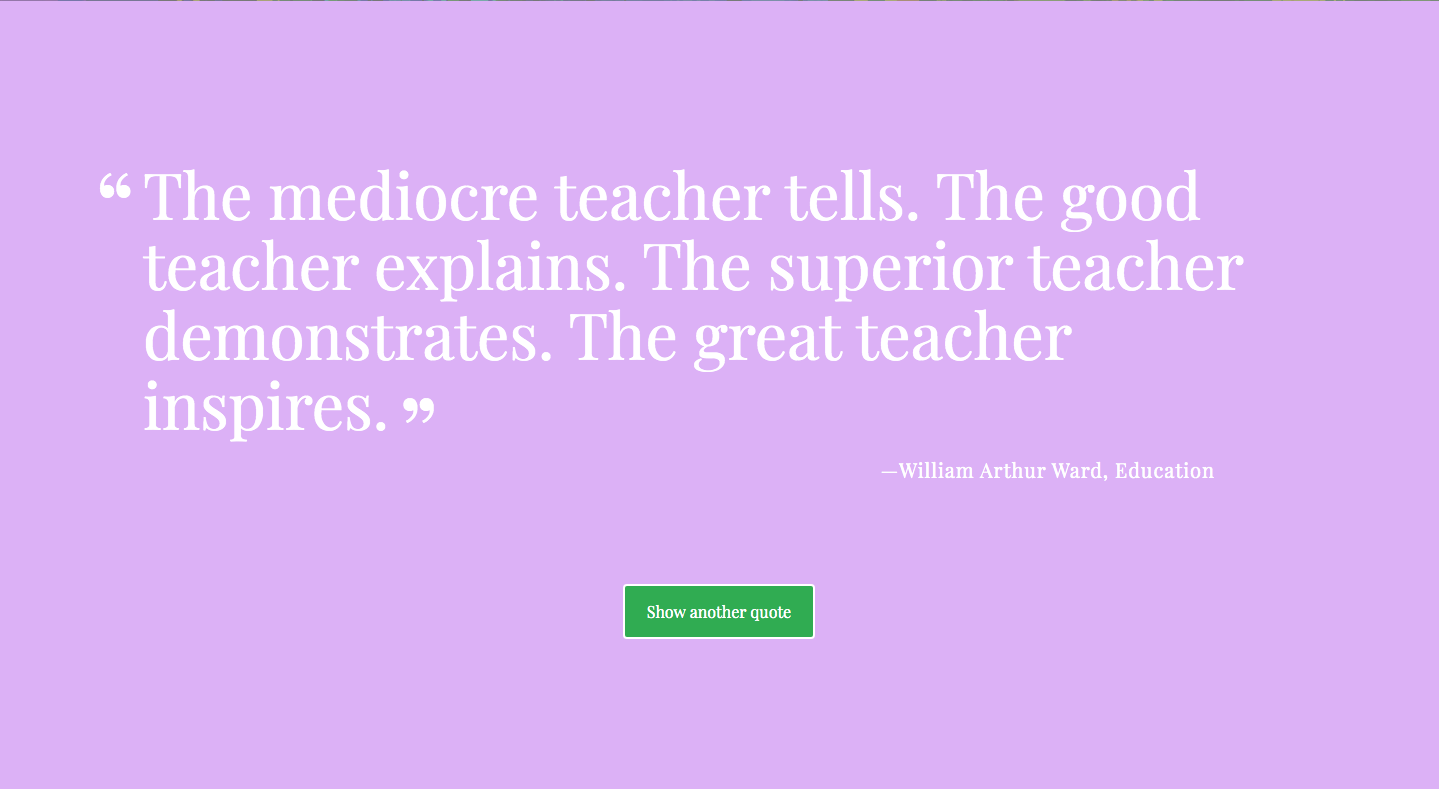 “The mediocre teacher tells. The good
teacher explains. The superior teacher
demonstrates. The great teacher
inspires. ”
—William Arthur Ward, Education
Show another quote